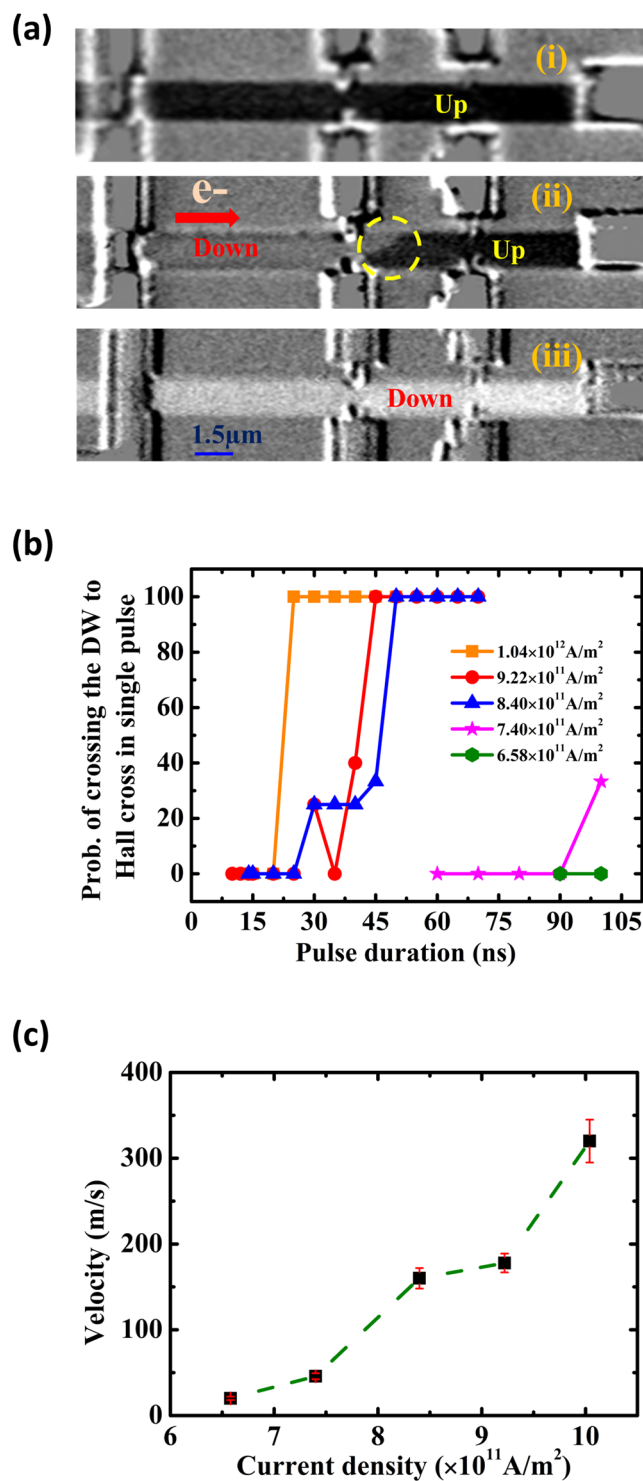 (a)
(i)
Up
e-
(ii)
Down
Up
(iii)
Down
1.5μm
(b)
Prob. of crossing the DW to
Hall cross in single pulse
100
80
60
40
20
0
1.04×10¹²A/m²
9.22×10¹¹A/m²
8.40×10¹¹A/m²
7.40×10¹¹A/m²
6.58×10¹¹A/m²
0 15 30 45 60 75 90 105
Pulse duration (ns)
(c)
Velocity (m/s)
400
300
200
100
0
6 7 8 9 10
Current density (×10¹¹A/m²)